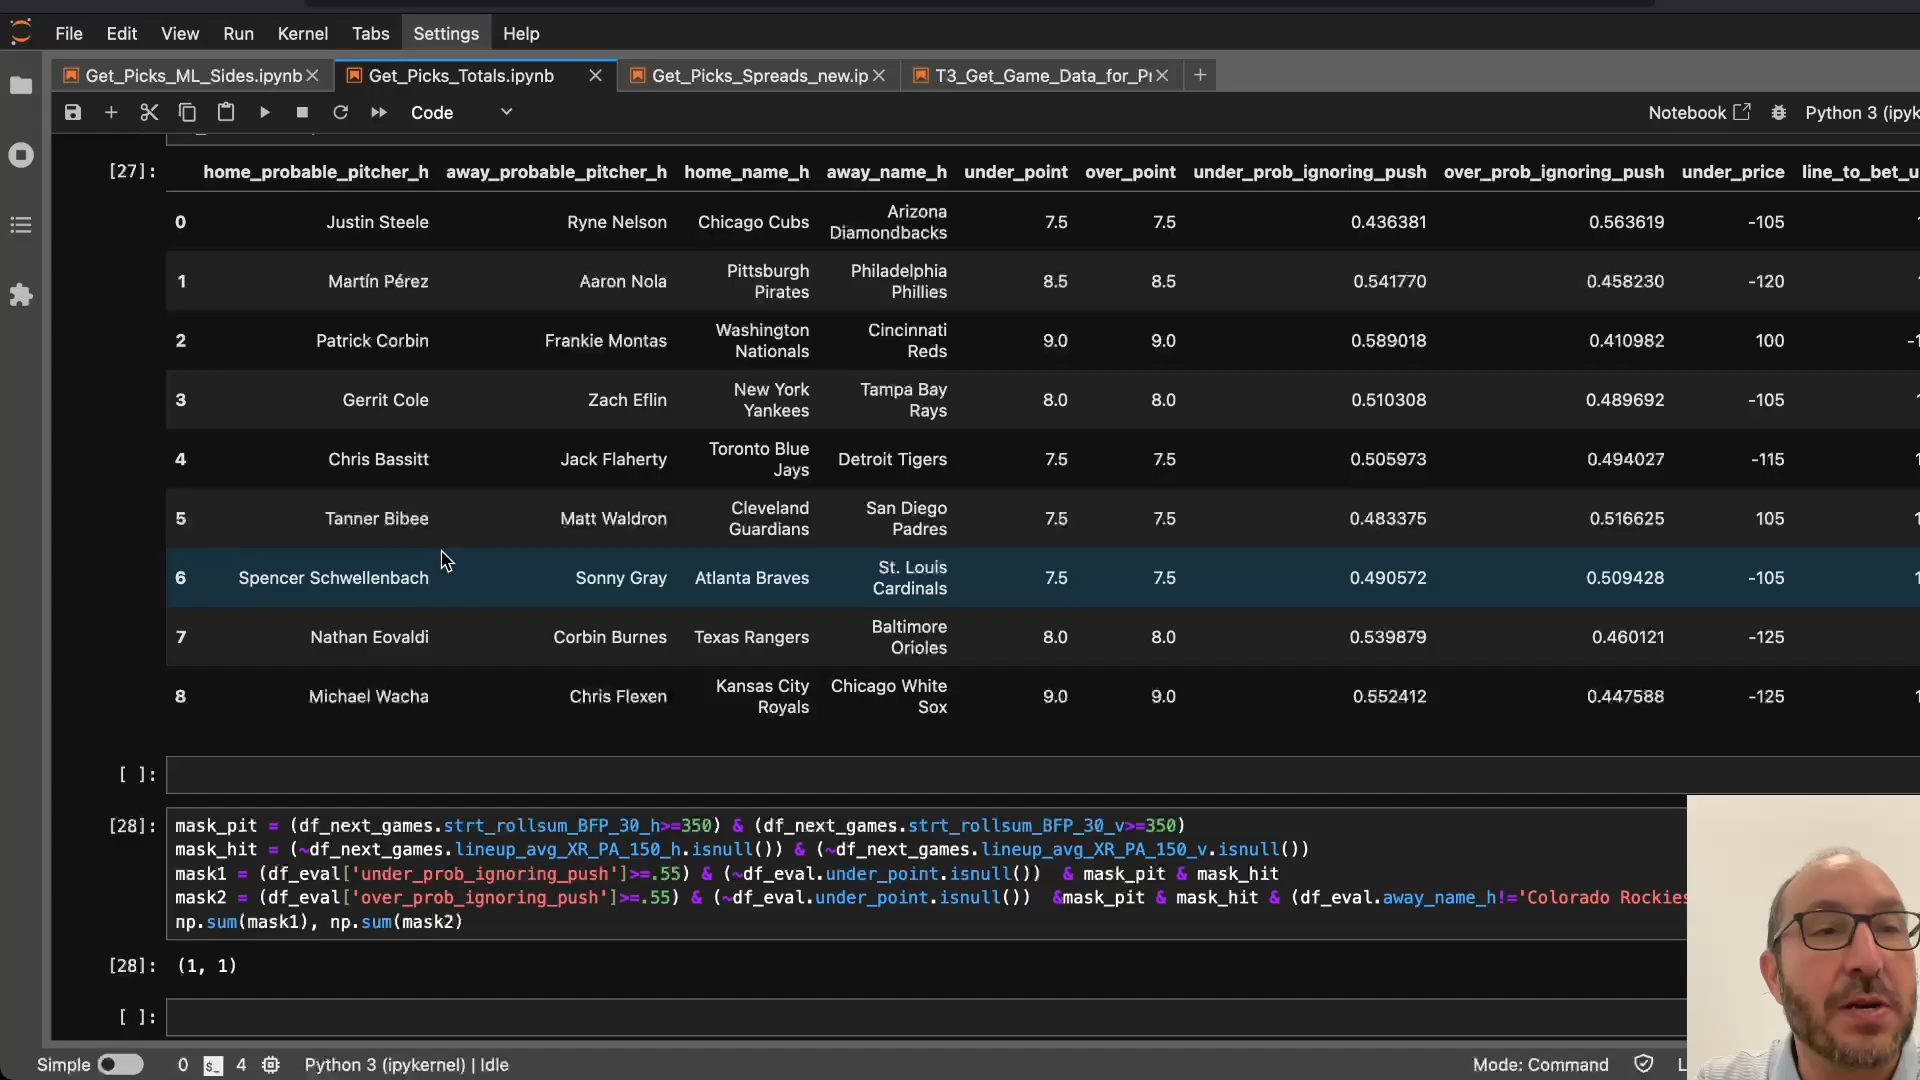 File Edit View Run Kernel Tabs Settings Help
Get_Picks_ML_Sides.ipynb Get_Picks_Totals.ipynb Get_Picks_Spreads_new.ip T3_Get_Game_Data_for_Pr
Code Notebook Python 3 (ipyk
[27]: home_probable_pitcher_h away_probable_pitcher_h home_name_h away_name_h under_point over_point under_prob_ignoring_push over_prob_ignoring_push under_price line_to_bet_u
0 Justin Steele Ryne Nelson Chicago Cubs Arizona Diamondbacks 7.5 7.5 0.436381 0.563619 -105
1 Martín Pérez Aaron Nola Pittsburgh Pirates Philadelphia Phillies 8.5 8.5 0.541770 0.458230 -120
2 Patrick Corbin Frankie Montas Washington Nationals Cincinnati Reds 9.0 9.0 0.589018 0.410982 100
3 Gerrit Cole Zach Eflin New York Yankees Tampa Bay Rays 8.0 8.0 0.510308 0.489692 -105
4 Chris Bassitt Jack Flaherty Toronto Blue Jays Detroit Tigers 7.5 7.5 0.505973 0.494027 -115
5 Tanner Bibee Matt Waldron Cleveland Guardians San Diego Padres 7.5 7.5 0.483375 0.516625 105
6 Spencer Schwellenbach Sonny Gray Atlanta Braves St. Louis Cardinals 7.5 7.5 0.490572 0.509428 -105
7 Nathan Eovaldi Corbin Burnes Texas Rangers Baltimore Orioles 8.0 8.0 0.539879 0.460121 -125
8 Michael Wacha Chris Flexen Kansas City Royals Chicago White Sox 9.0 9.0 0.552412 0.447588 -125
[ ]:
[28]: mask_pit = (df_next_games.strt_rollsum_BFP_30_h>=350) & (df_next_games.strt_rollsum_BFP_30_v>=350)
mask_hit = (~df_next_games.lineup_avg_XR_PA_150_h.isnull()) & (~df_next_games.lineup_avg_XR_PA_150_v.isnull())
mask1 = (df_eval['under_prob_ignoring_push']>=.55) & (~df_eval.under_point.isnull()) & mask_pit & mask_hit
mask2 = (df_eval['over_prob_ignoring_push']>=.55) & (~df_eval.under_point.isnull()) &mask_pit & mask_hit & (df_eval.away_name_h!='Colorado Rockies
np.sum(mask1), np.sum(mask2)
[28]: (1, 1)
[ ]:
Simple 0 4 Python 3 (ipykernel) | Idle Mode: Command